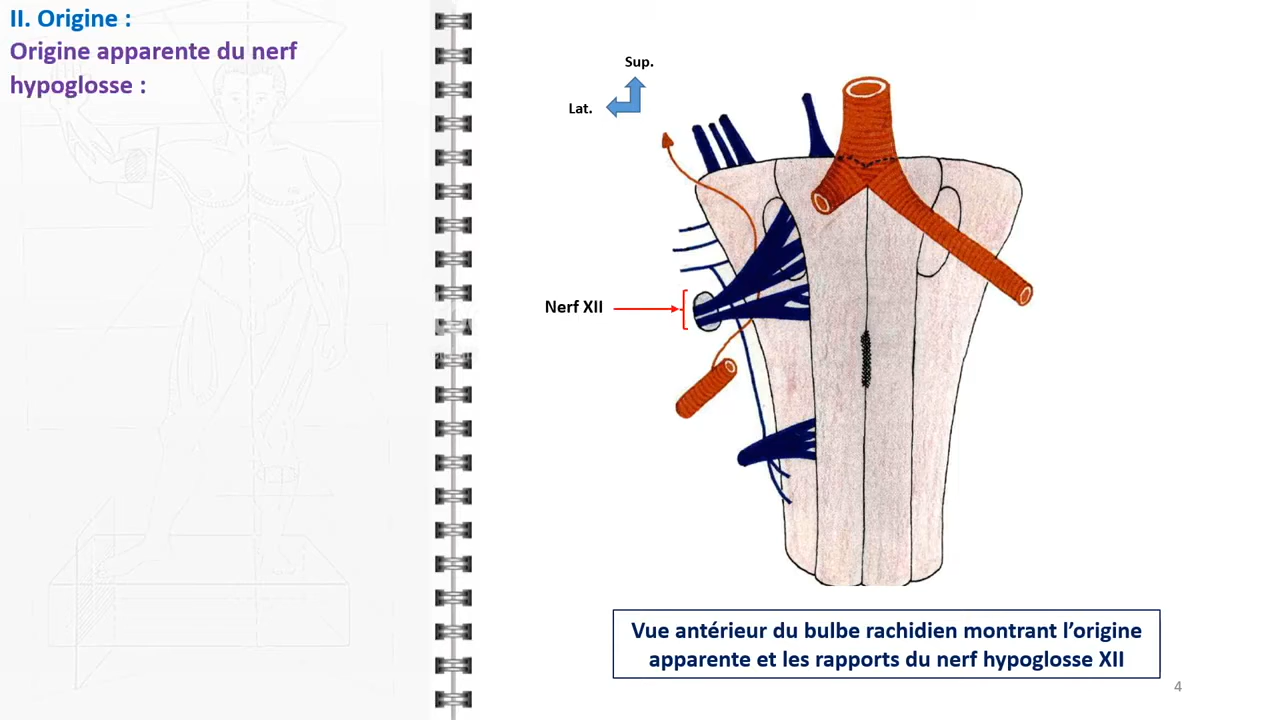 II. Origine :
Origine apparente du nerf
hypoglosse :
Sup.
Lat.
Nerf XII
Vue antérieur du bulbe rachidien montrant l’origine
apparente et les rapports du nerf hypoglosse XII
4